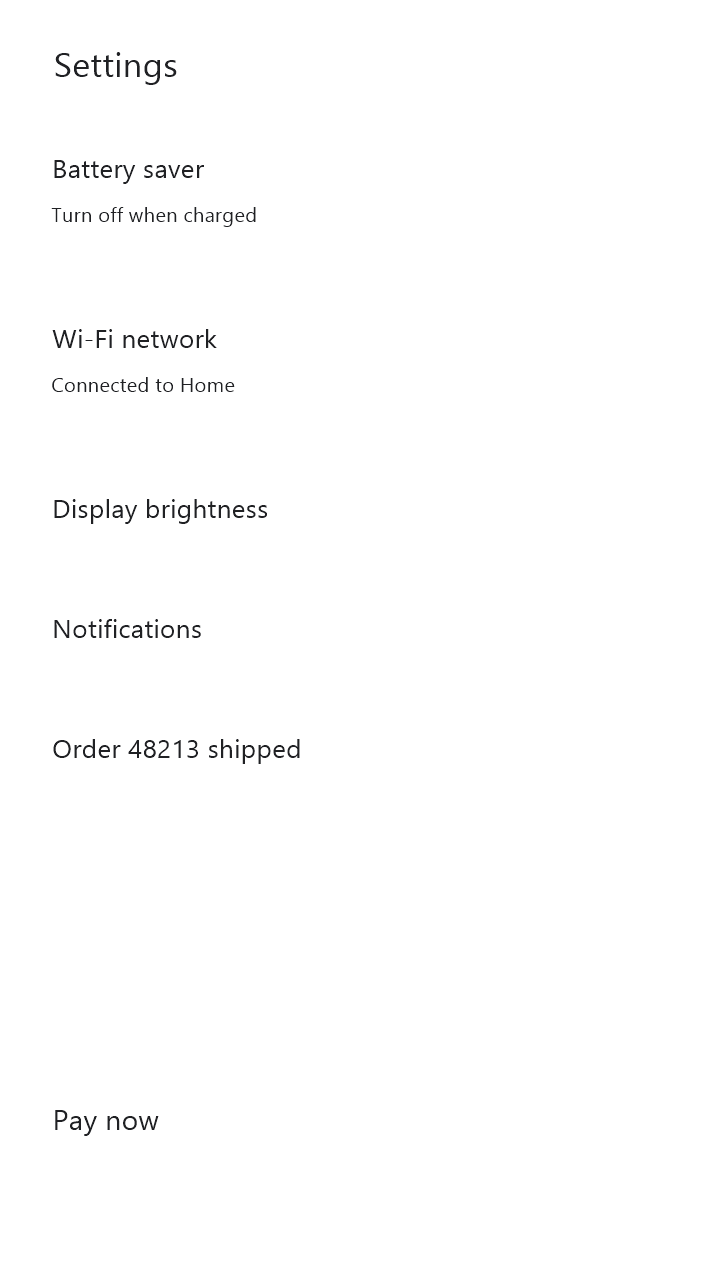 Settings
Battery saver
Turn off when charged
Wi-Fi network
Connected to Home
Display brightness
Notifications
Order 48213 shipped
Pay now